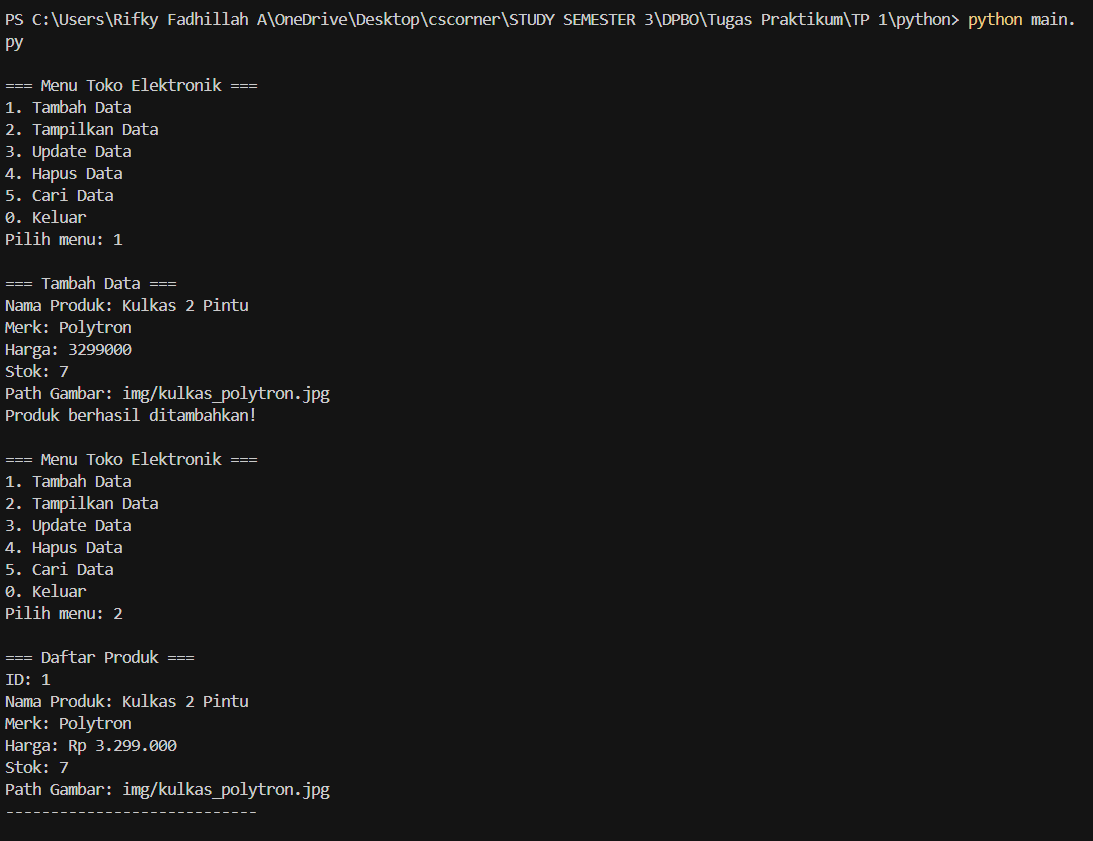 PS C:\Users\Rifky Fadhillah A\OneDrive\Desktop\cscorner\STUDY SEMESTER 3\DPBO\Tugas Praktikum\TP 1\python> python main.
py
=== Menu Toko Elektronik ===
1. Tambah Data
2. Tampilkan Data
3. Update Data
4. Hapus Data
5. Cari Data
0. Keluar
Pilih menu: 1
=== Tambah Data ===
Nama Produk: Kulkas 2 Pintu
Merk: Polytron
Harga: 3299000
Stok: 7
Path Gambar: img/kulkas_polytron.jpg
Produk berhasil ditambahkan!
=== Menu Toko Elektronik ===
1. Tambah Data
2. Tampilkan Data
3. Update Data
4. Hapus Data
5. Cari Data
0. Keluar
Pilih menu: 2
=== Daftar Produk ===
ID: 1
Nama Produk: Kulkas 2 Pintu
Merk: Polytron
Harga: Rp 3.299.000
Stok: 7
Path Gambar: img/kulkas_polytron.jpg
----------------------------